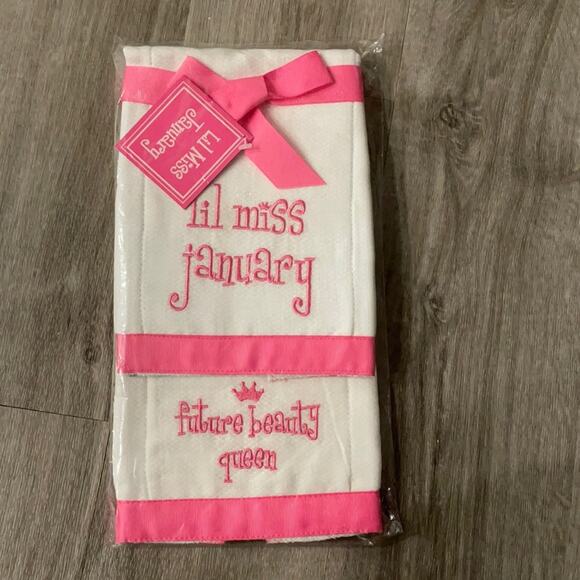 Lil Miss
January
lil miss
january
future beauty
queen